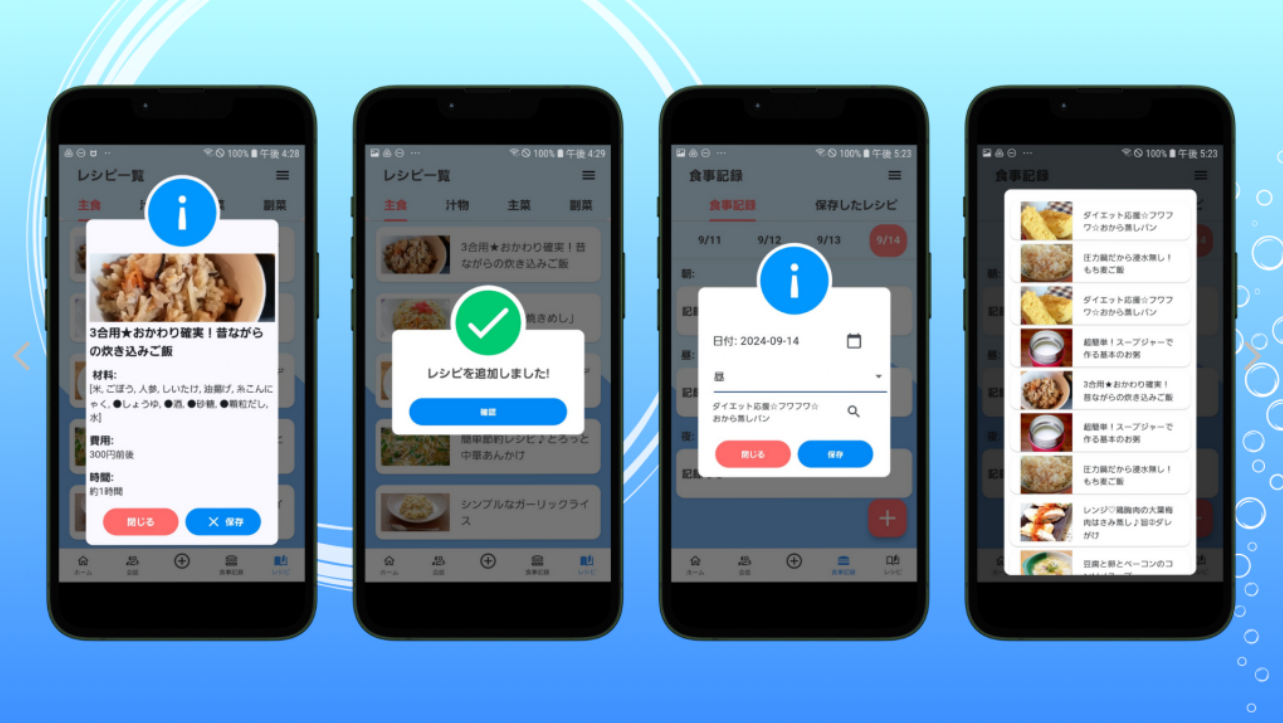 100% 午後 4:28
レシピ一覧
主食
副菜
3合用★おかわり確実！昔ながら
の炊き込みご飯
材料:
[米, ごぼう, 人参, しいたけ, 油揚げ, 糸こんに
ゃく, ●しょうゆ, ●酒, ●砂糖, ●顆粒だし,
水]
費用:
300円前後
時間:
約1時間
閉じる
保存
ホーム
食事記録
レシピ
100% 午後 4:29
レシピ一覧
主食 汁物 主菜 副菜
3合用★おかわり確実！昔
ながらの炊き込みご飯
焼きめし」
レシピを追加しました!
確認
簡単節約レシピ♪とろっと
中華あんかけ
シンプルなガーリックライ
ス
ホーム
食事記録
レシピ
100% 午後 5:23
食事記録
食事記録 保存したレシピ
9/11 9/12 9/13 9/14
朝:
日付: 2024-09-14
昼
ダイエット応援☆フワフワ☆
おから蒸しパン
閉じる 保存
ホーム
食事記録
レシピ
100% 午後 5:23
食事記録
ダイエット応援☆フワフ
ワ☆おから蒸しパン
圧力鍋だから浸水無し！
もち麦ご飯
ダイエット応援☆フワフ
ワ☆おから蒸しパン
超簡単！スープジャーで
作る基本のお粥
3合用★おかわり確実！
昔ながらの炊き込みご飯
超簡単！スープジャーで
作る基本のお粥
圧力鍋だから浸水無し！
もち麦ご飯
レンジ♡鶏胸肉の大葉梅
肉はさみ蒸し♪旨②ダレ
がけ
豆腐と卵とベーコンのコ